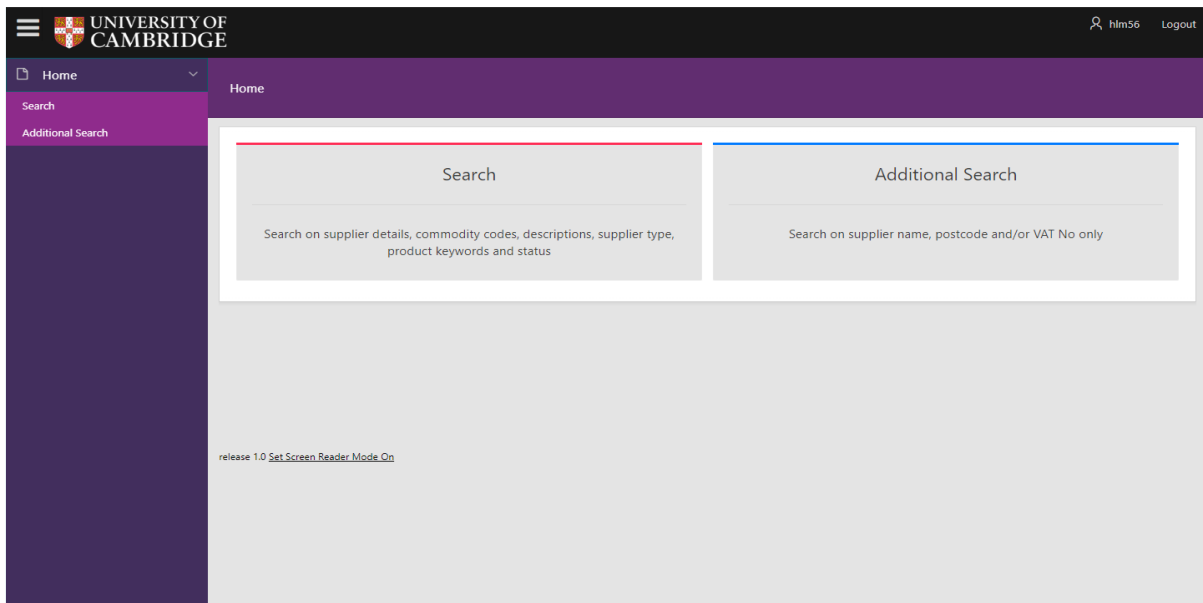 UNIVERSITY OF
CAMBRIDGE
hlm56
Logout
Home
Search
Additional Search
Home
Search
Search on supplier details, commodity codes, descriptions, supplier type,
product keywords and status
Additional Search
Search on supplier name, postcode and/or VAT No only
release 1.0 Set Screen Reader Mode On